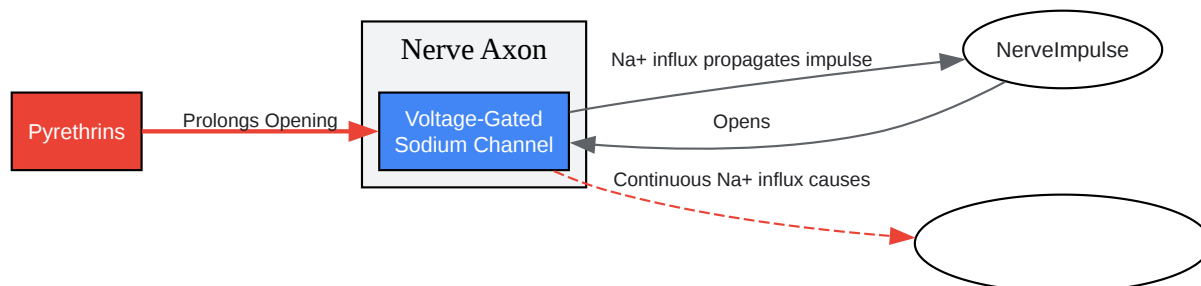 Nerve Axon
NerveImpulse
Na+ influx propagates impulse
Pyrethrins
Prolongs Opening
Voltage-Gated
Sodium Channel
Opens
Continuous Na+ influx causes